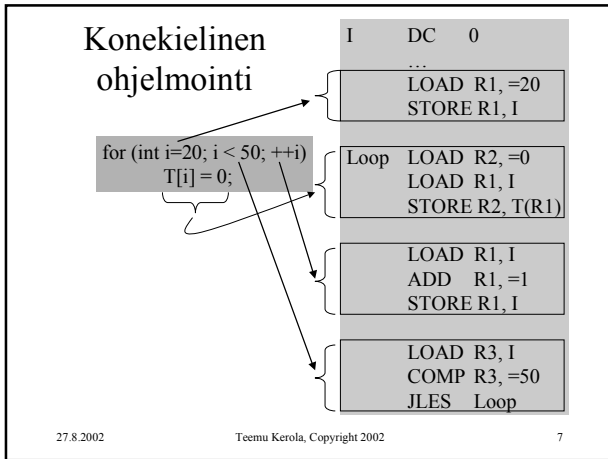 Konekielinen
ohjelmointi
for (int i=20; i < 50; ++i)
T[i] = 0;
I DC 0
…
LOAD R1, =20
STORE R1, I
Loop LOAD R2, =0
LOAD R1, I
STORE R2, T(R1)
LOAD R1, I
ADD R1, =1
STORE R1, I
LOAD R3, I
COMP R3, =50
JLES Loop
27.8.2002 Teemu Kerola, Copyright 2002 7